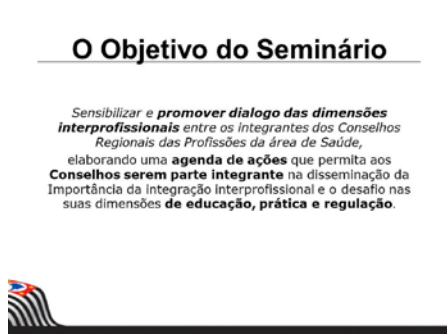 O Objetivo do Seminário
Sensibilizar e promover dialogo das dimensões
interprofissionais entre os integrantes dos Conselhos
Regionais das Profissões da área de Saúde,
elaborando uma agenda de ações que permita aos
Conselhos serem parte integrante na disseminação da
Importância da integração interprofissional e o desafio nas
suas dimensões de educação, prática e regulação.